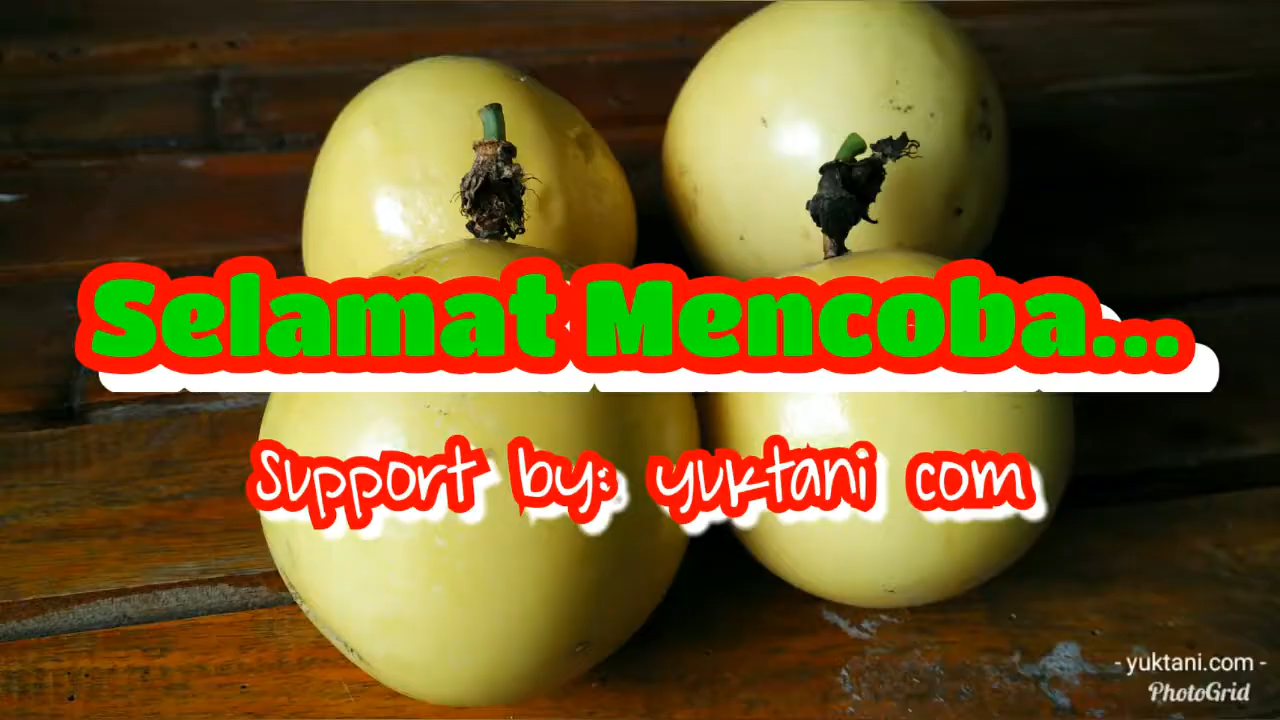 Selamat Mencoba...
Support by: yuktani com
- yuktani.com -
PhotoGrid